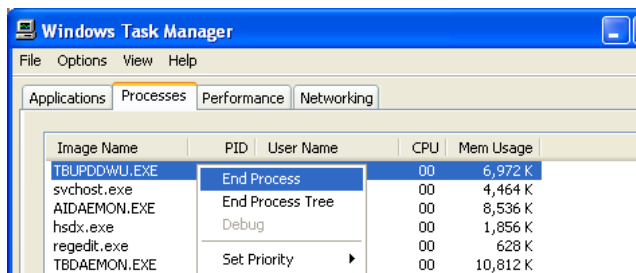 Windows Task Manager
File Options View Help
Applications Processes Performance Networking
Image Name PID User Name CPU Mem Usage
TBUPDDWU.EXE 00 6,972 K
svchost.exe 00 4,464 K
AIDAEMON.EXE 00 8,536 K
hsdx.exe 00 1,856 K
regedit.exe 00 628 K
TBDAEMON.EXE 00 10,812 K
End Process
End Process Tree
Debug
Set Priority